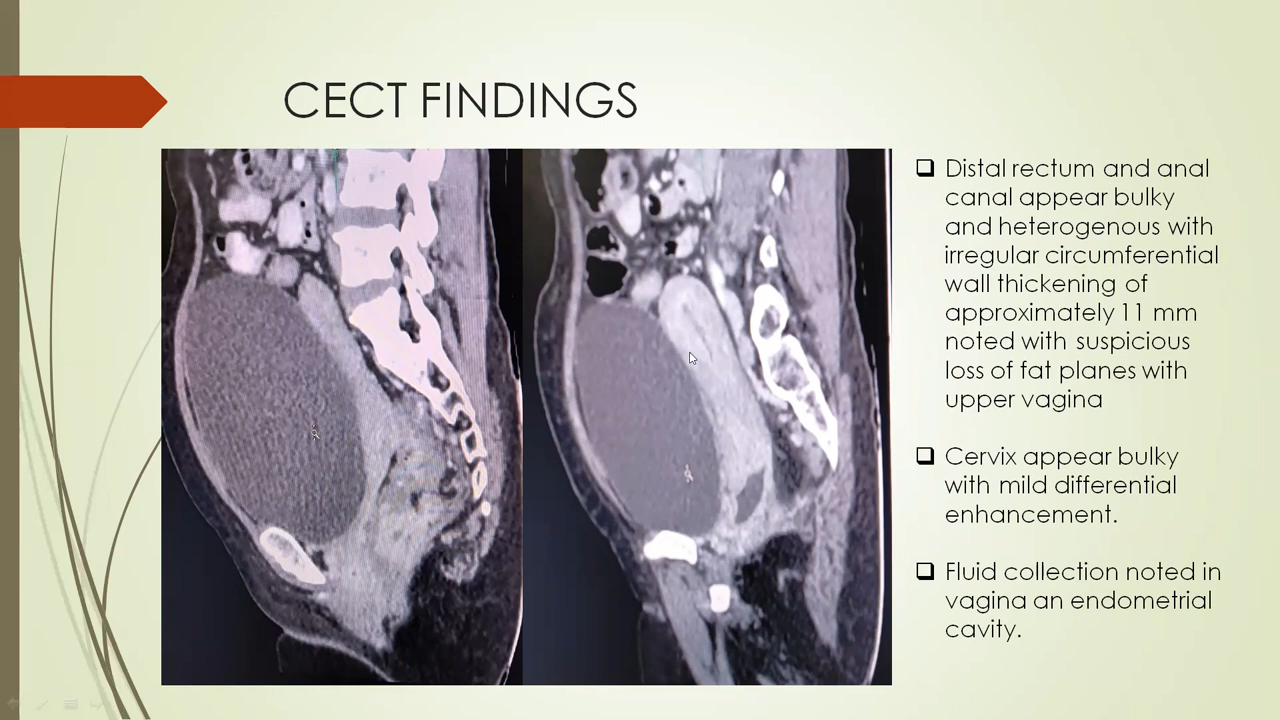 CECT FINDINGS
Distal rectum and anal
canal appear bulky
and heterogenous with
irregular circumferential
wall thickening of
approximately 11 mm
noted with suspicious
loss of fat planes with
upper vagina
Cervix appear bulky
with mild differential
enhancement.
Fluid collection noted in
vagina an endometrial
cavity.